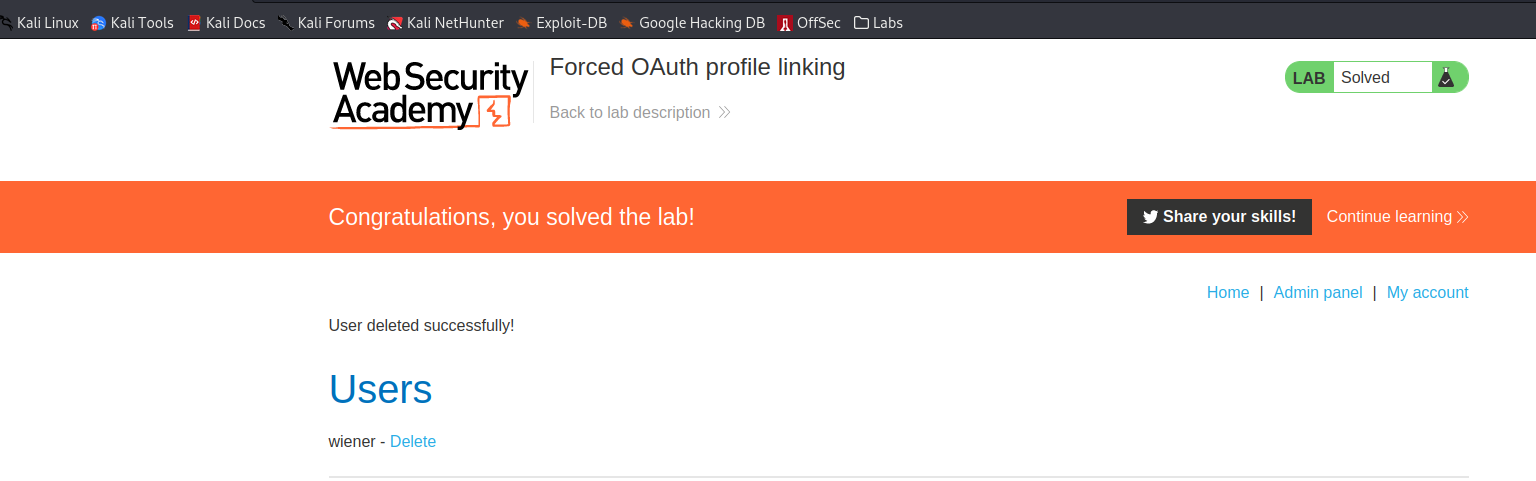 Kali Linux Kali Tools Kali Docs Kali Forums Kali NetHunter Exploit-DB Google Hacking DB OffSec Labs
Web Security Academy
Forced OAuth profile linking
Back to lab description
LAB Solved
Congratulations, you solved the lab!
Share your skills! Continue learning
Home | Admin panel | My account
User deleted successfully!
Users
wiener - Delete